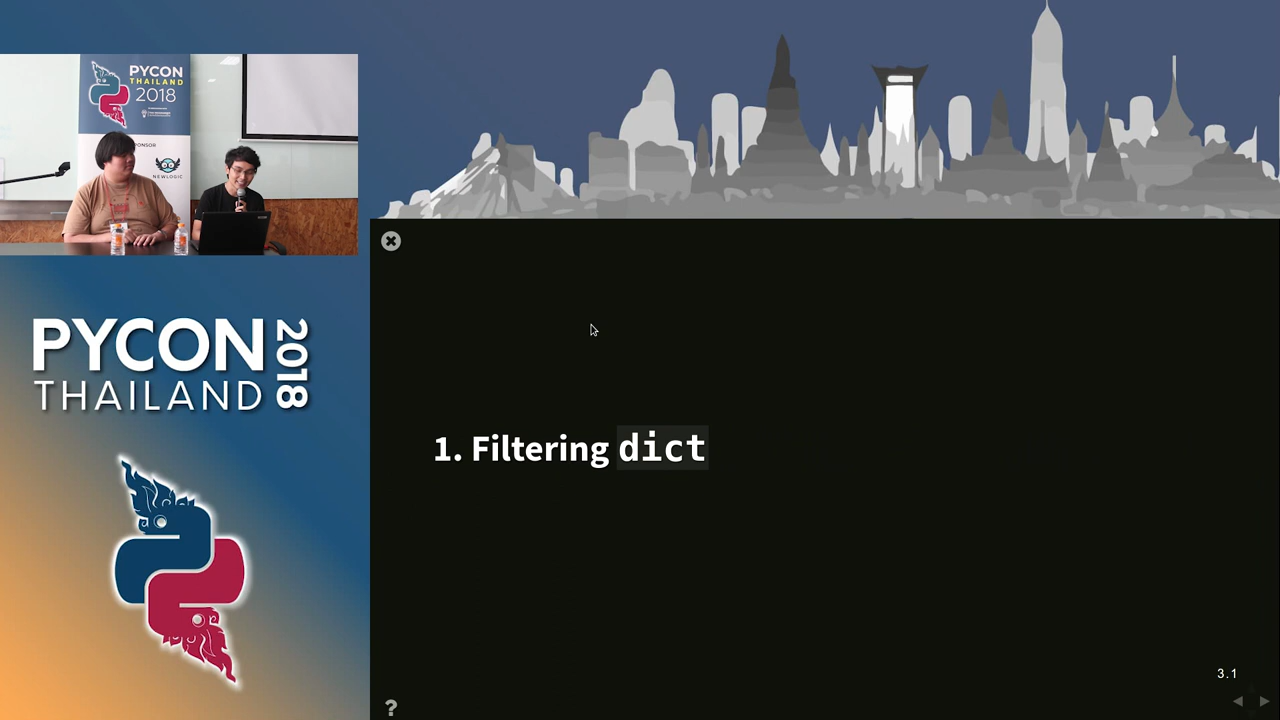 PYCON
THAILAND
2018
NEWLOGIC
PYCON 2018
THAILAND
1. Filtering dict
3.1
?